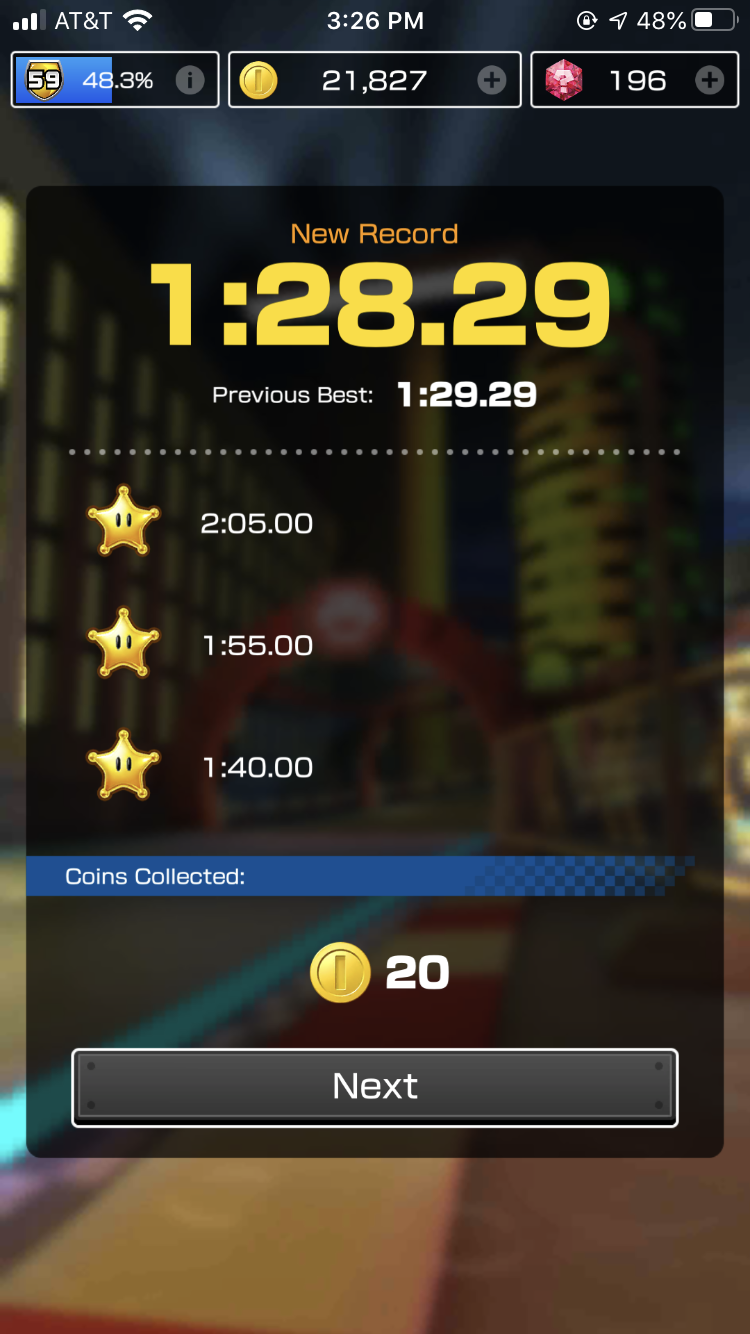 AT&T 3:26 PM 48%
59 48.3% i 21,827 + 196 +
New Record
1:28.29
Previous Best: 1:29.29
2:05.00
1:55.00
1:40.00
Coins Collected:
20
Next